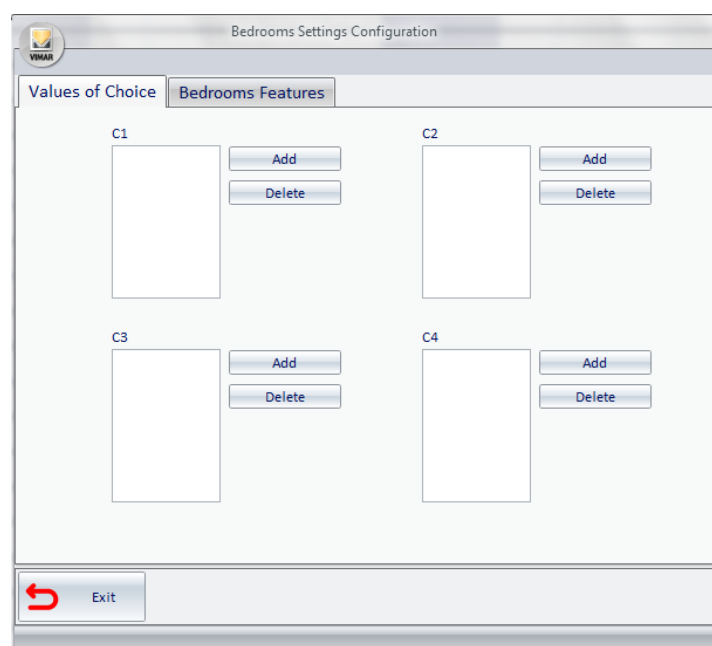 Bedrooms Settings Configuration
VIMAR
Values of Choice Bedrooms Features
C1 C2
Add Add
Delete Delete
C3 C4
Add Add
Delete Delete
Exit